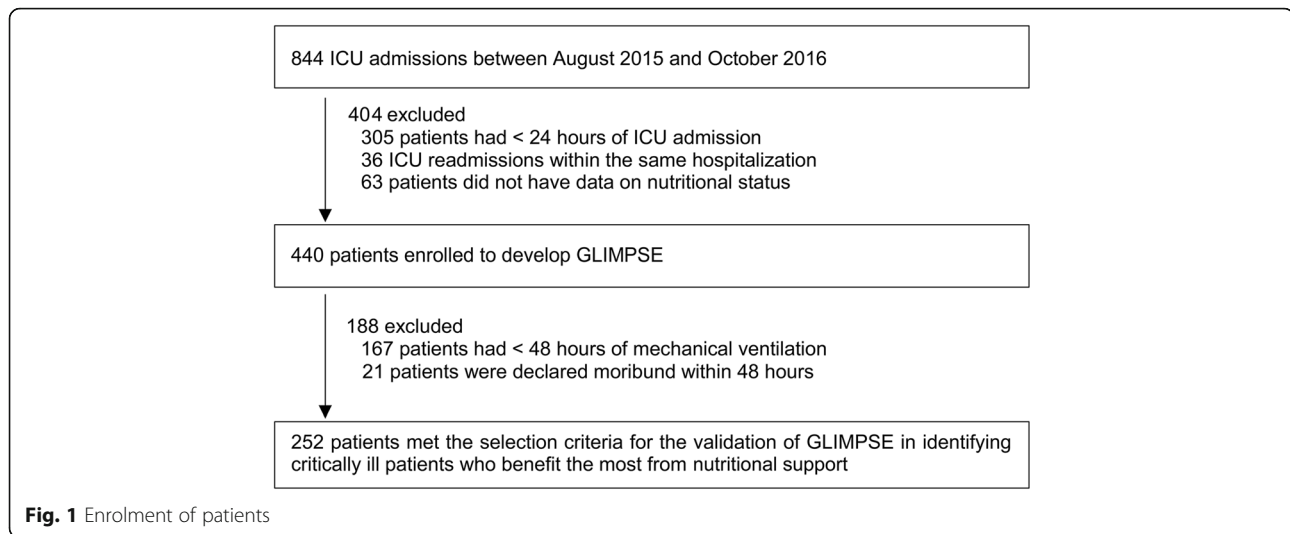 844 ICU admissions between August 2015 and October 2016
404 excluded
305 patients had < 24 hours of ICU admission
36 ICU readmissions within the same hospitalization
63 patients did not have data on nutritional status
440 patients enrolled to develop GLIMPSE
188 excluded
167 patients had < 48 hours of mechanical ventilation
21 patients were declared moribund within 48 hours
252 patients met the selection criteria for the validation of GLIMPSE in identifying
critically ill patients who benefit the most from nutritional support
Fig. 1 Enrolment of patients